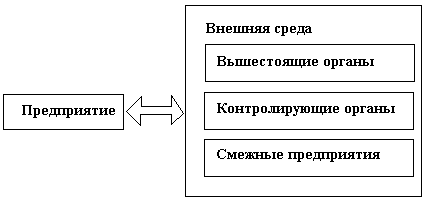 Внешняя среда
Вышестоящие органы
Предприятие
Контролирующие органы
Смежные предприятия